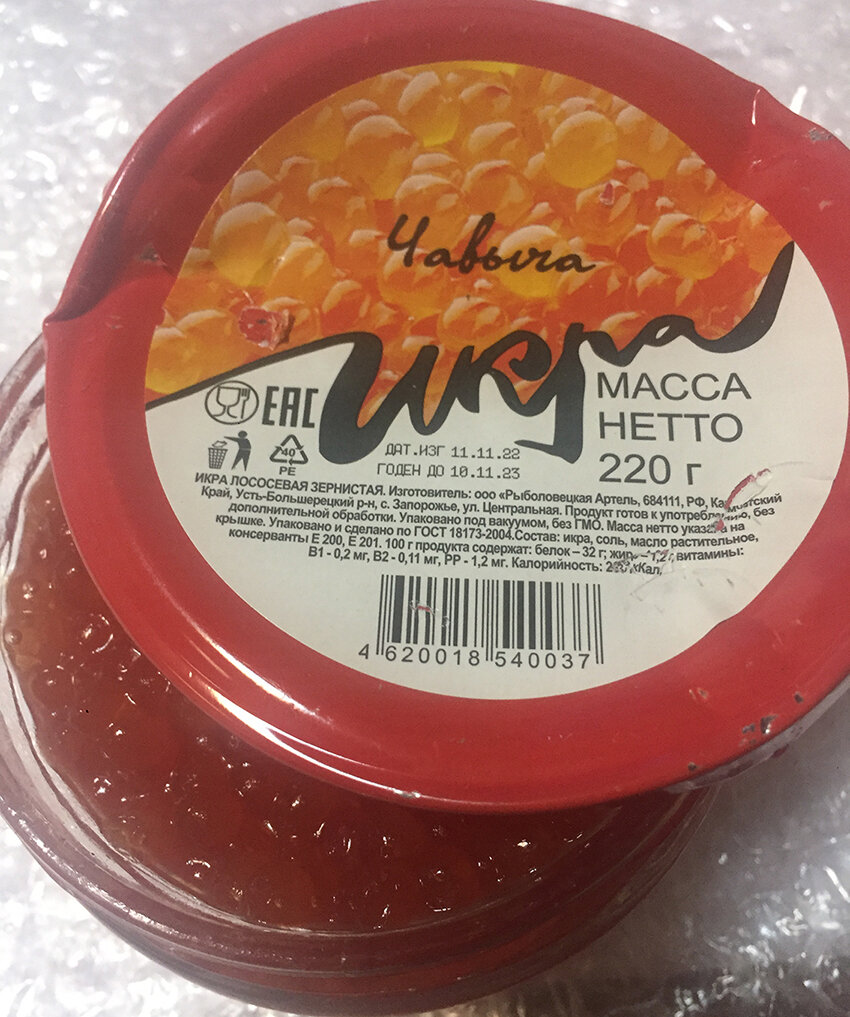 Чавыча
Икра
МАССА
НЕТТО
220 г
EAC
40
PE
ДАТ.ИЗГ 11.11.22
ГОДЕН ДО 10.11.23
ИКРА ЛОСОСЕВАЯ ЗЕРНИСТАЯ. Изготовитель: ооо «Рыболовецкая Артель, 684111, РФ, Камчатский
Край, Усть-Большерецкий р-н, с. Запорожье, ул. Центральная. Продукт готов к употреблению, без
дополнительной обработки. Упаковано под вакуумом, без ГМО. Масса нетто указана на
крышке. Упаковано и сделано по ГОСТ 18173-2004.Состав: икра, соль, масло растительное,
консерванты Е 200, Е 201. 100 г продукта содержат: белок – 32 г; витамины:
В1 - 0,2 мг, В2 - 0,11 мг, РР - 1,2 мг. Калорийность: кКал,
4 620018 540037